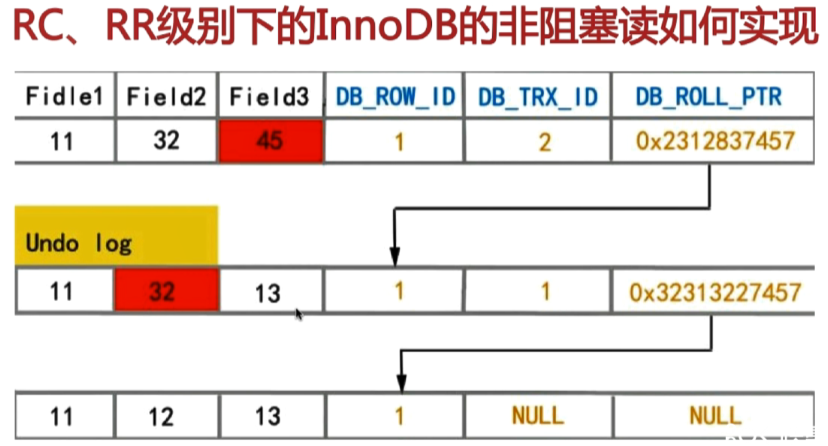 RC、RR级别下的InnoDB的非阻塞读如何实现
Fidle1 Field2 Field3 DB_ROW_ID DB_TRX_ID DB_ROLL_PTR
11 32 45 1 2 0x2312837457
Undo log
11 32 13 1 1 0x32313227457
11 12 13 1 NULL NULL